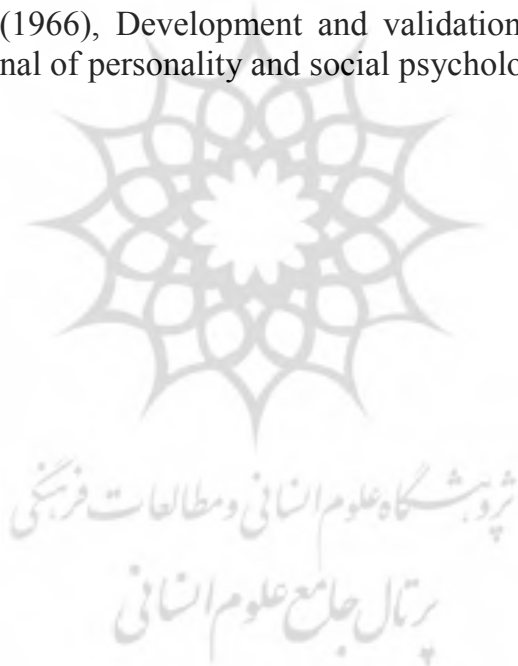 (1966), Development and validation
nal of personality and social psycholo
پژوهشگاه علوم انسانی و مطالعات فرهنگی
پرتال جامع علوم انسانی